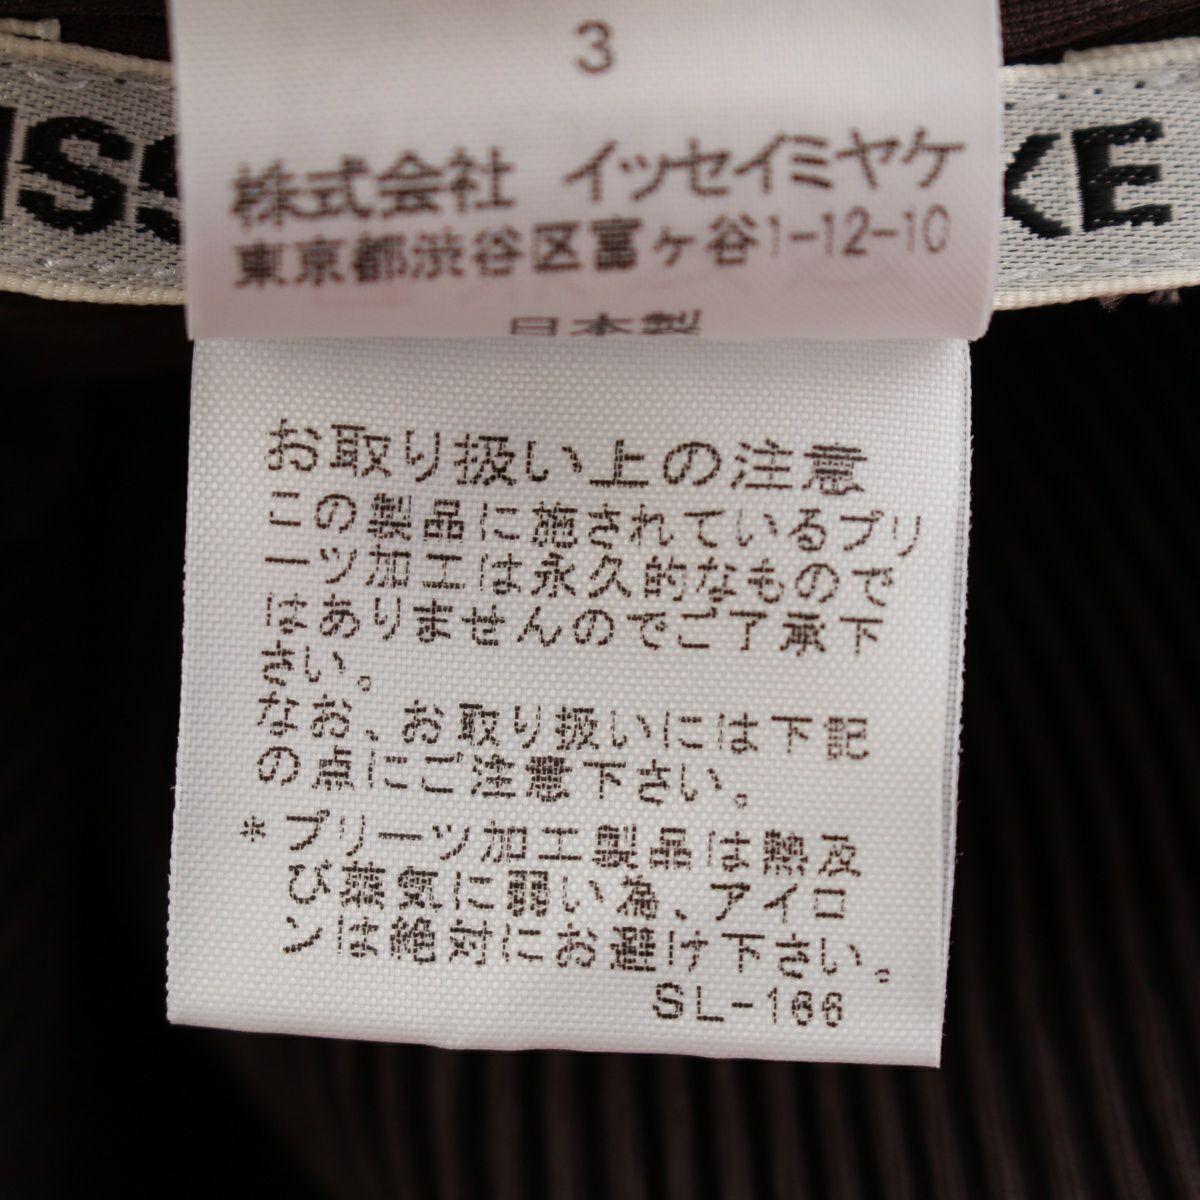 3
ISS KE
株式会社 イッセイミヤケ
東京都渋谷区富ヶ谷1-12-10
日本製
お取り扱い上の注意
この製品に施されているプリ
ーツ加工は永久的なもので
はありませんのでご了承下
さい。
なお、お取り扱いには下記
の点にご注意下さい。
*プリーツ加工製品は熱及
び蒸気に弱い為、アイロ
ンは絶対にお避け下さい。
SL-166